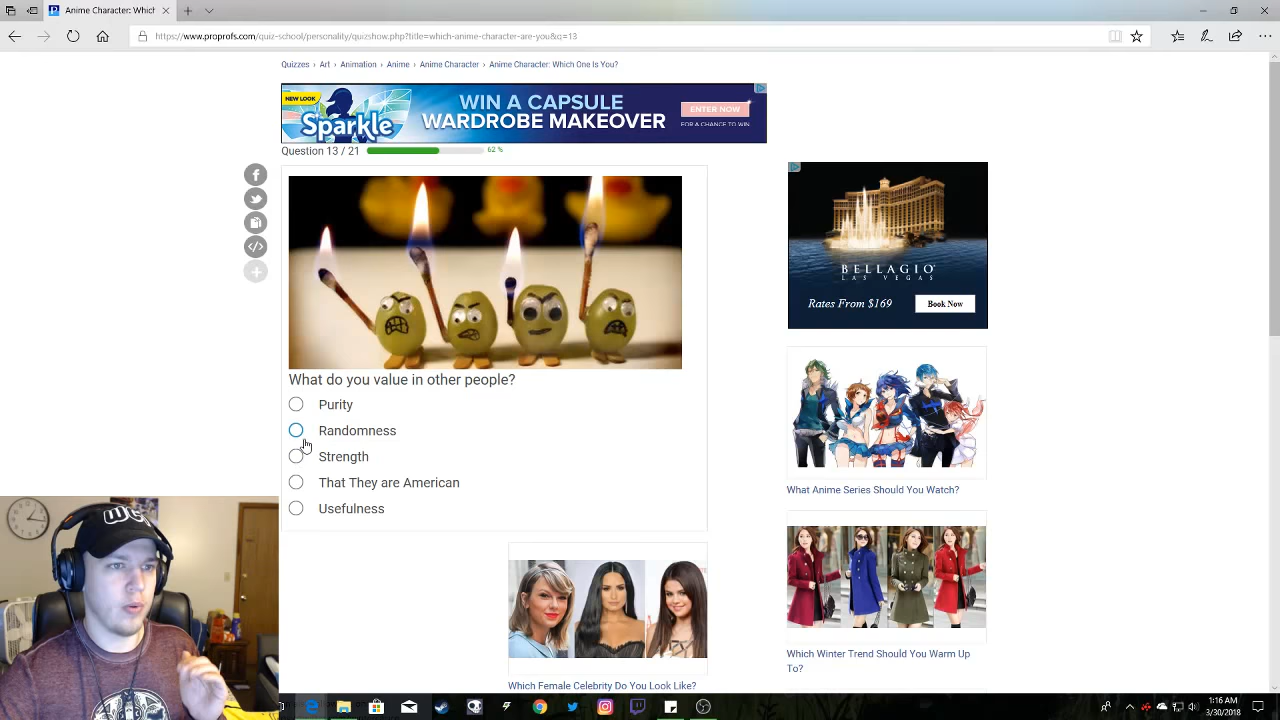 Anime
Anime
https://www.proprofs.com/quiz-school/personality/quizshow.php?title=which-anime-character-are-you&q=13
Quizzes › Art › Animation › Anime › Anime Character › Anime Character: Which One Is You?
NEW LOOK
Sparkle
WIN A CAPSULE
WARDROBE MAKEOVER
ENTER NOW
FOR A CHANCE TO WIN
Question 13 / 21
62 %
What do you value in other people?
Purity
Randomness
Strength
That They are American
Usefulness
BELLAGIO
LAS VEGAS
Rates From $169
Book Now
What Anime Series Should You Watch?
Which Winter Trend Should You Warm Up
To?
Which Female Celebrity Do You Look Like?
1:16 AM
3/30/2018